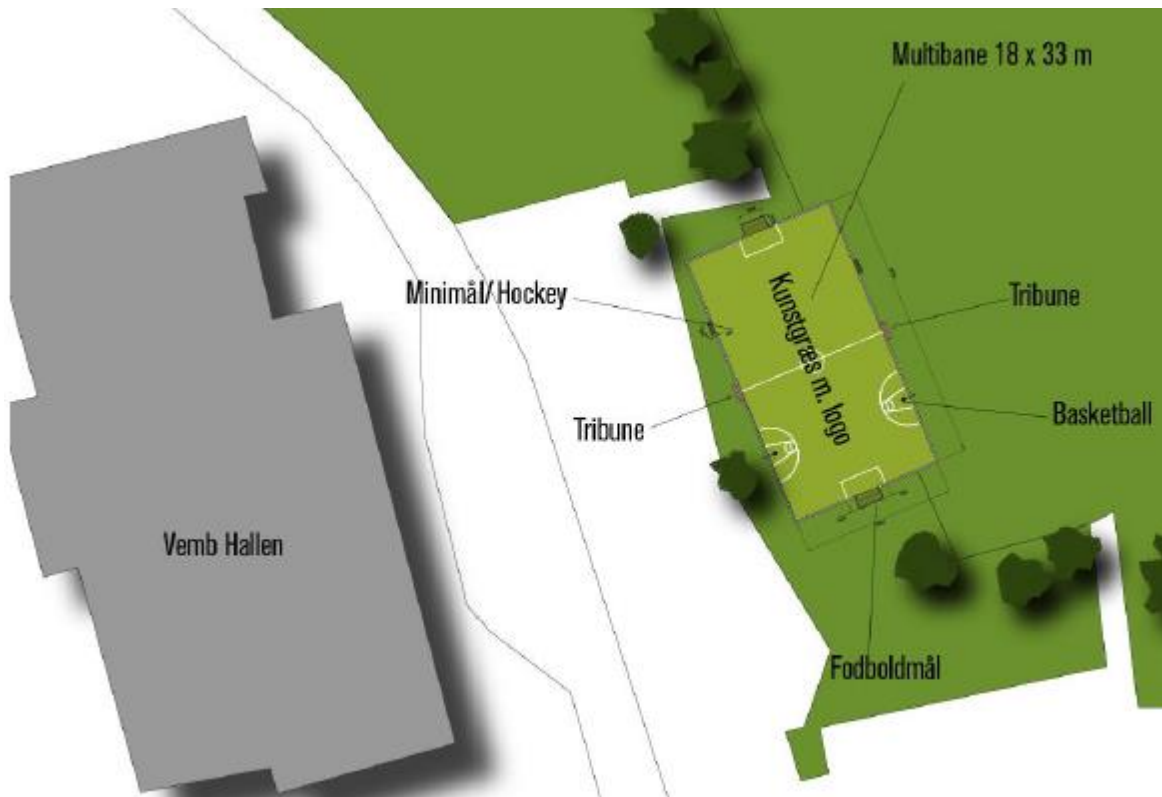 Multibane 18 x 33 m
Minimål/Hockey
Kunstgræs m. logo
Tribune
Tribune
Basketball
Vemb Hallen
Fodboldmål